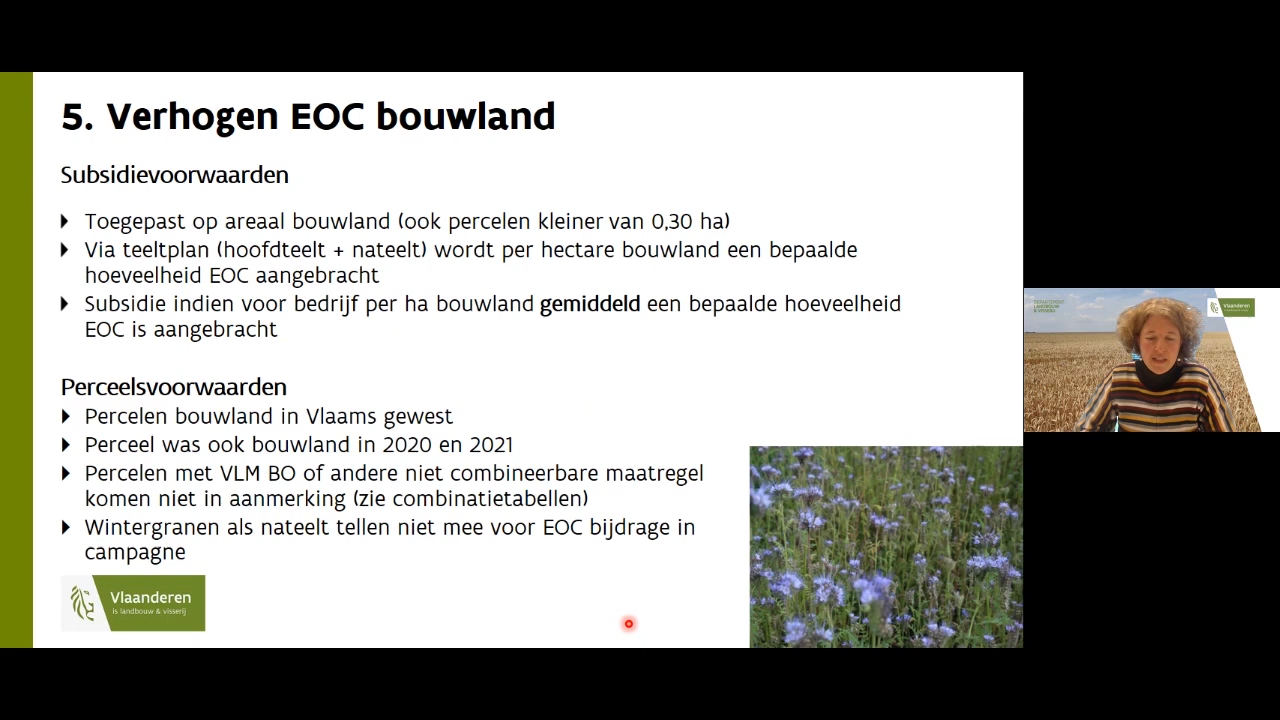 5. Verhogen EOC bouwland
Subsidievoorwaarden
Toegepast op areaal bouwland (ook percelen kleiner van 0,30 ha)
Via teeltplan (hoofdteelt + nateelt) wordt per hectare bouwland een bepaalde
hoeveelheid EOC aangebracht
Subsidie indien voor bedrijf per ha bouwland gemiddeld een bepaalde hoeveelheid
EOC is aangebracht
Perceelsvoorwaarden
Percelen bouwland in Vlaams gewest
Perceel was ook bouwland in 2020 en 2021
Percelen met VLM BO of andere niet combineerbare maatregel
komen niet in aanmerking (zie combinatietabellen)
Wintergranen als nateelt tellen niet mee voor EOC bijdrage in
campagne
Vlaanderen
is landbouw & visserij
DEPARTEMENT
LANDBOUW
& VISSERIJ
Vlaanderen